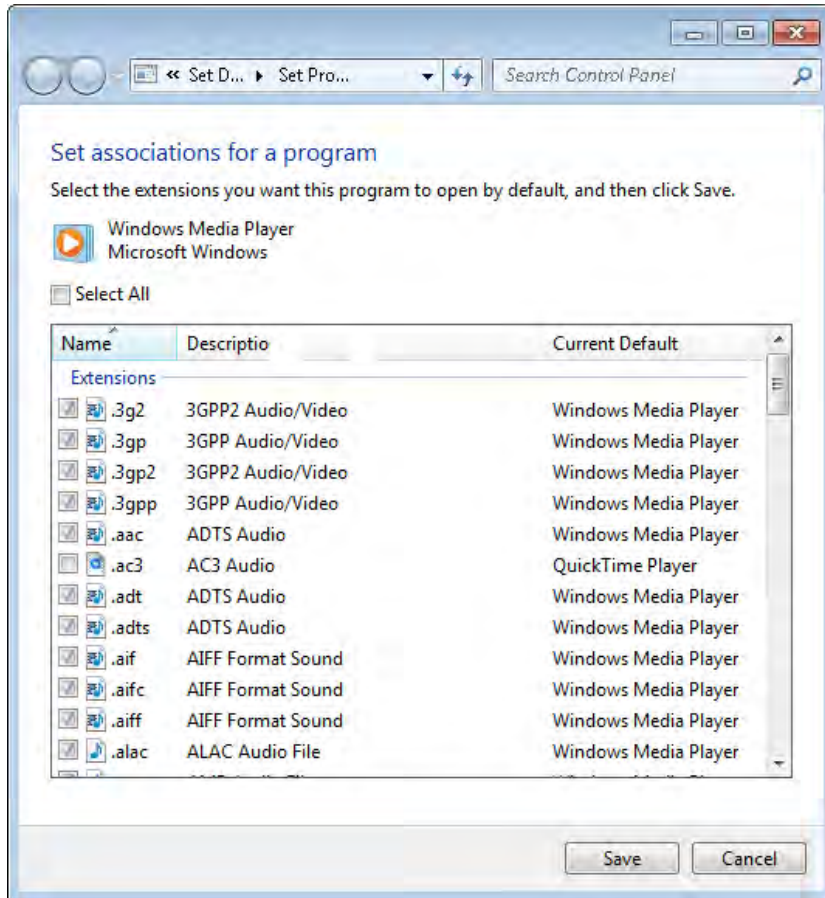 « Set D... ▸ Set Pro... Search Control Panel
Set associations for a program
Select the extensions you want this program to open by default, and then click Save.
Windows Media Player
Microsoft Windows
Select All
Name Descriptio Current Default
Extensions
.3g2 3GPP2 Audio/Video Windows Media Player
.3gp 3GPP Audio/Video Windows Media Player
.3gp2 3GPP2 Audio/Video Windows Media Player
.3gpp 3GPP Audio/Video Windows Media Player
.aac ADTS Audio Windows Media Player
.ac3 AC3 Audio QuickTime Player
.adt ADTS Audio Windows Media Player
.adts ADTS Audio Windows Media Player
.aif AIFF Format Sound Windows Media Player
.aifc AIFF Format Sound Windows Media Player
.aiff AIFF Format Sound Windows Media Player
.alac ALAC Audio File Windows Media Player
Save Cancel